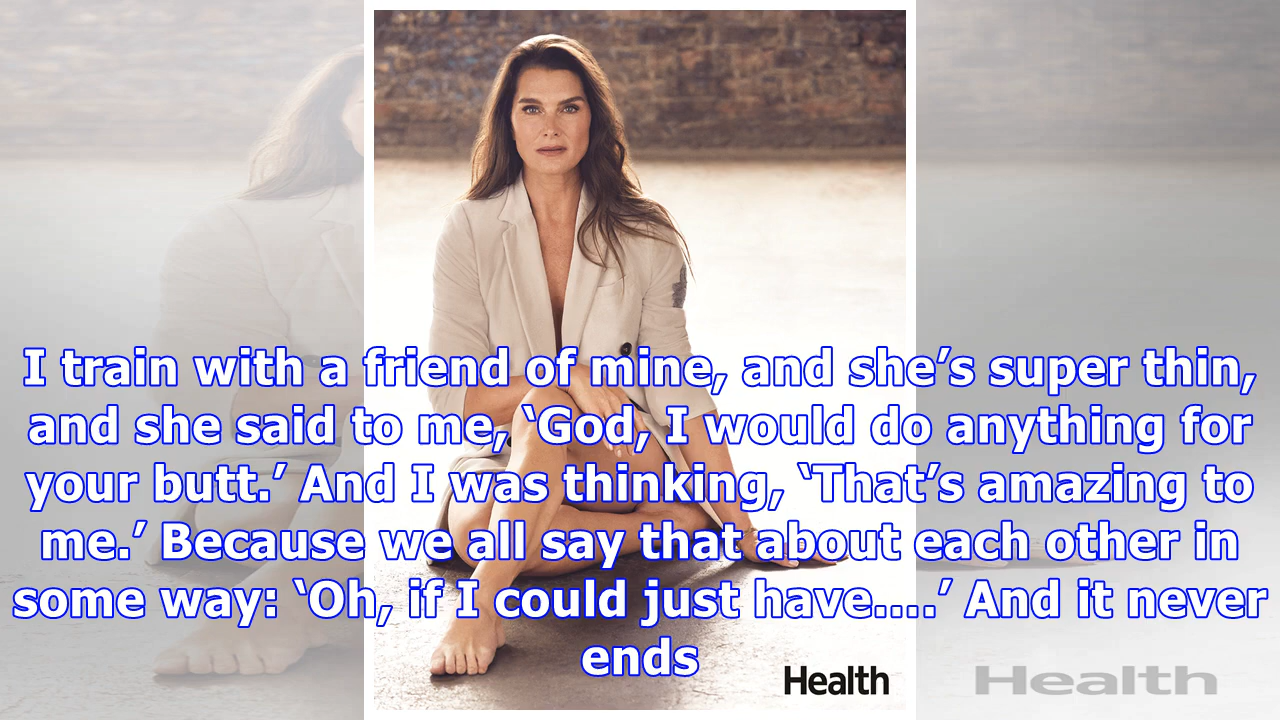 I train with a friend of mine, and she’s super thin,
and she said to me, ‘God, I would do anything for
your butt.’ And I was thinking, ‘That’s amazing to
me.’ Because we all say that about each other in
some way: ‘Oh, if I could just have….’ And it never
ends
Health
Health